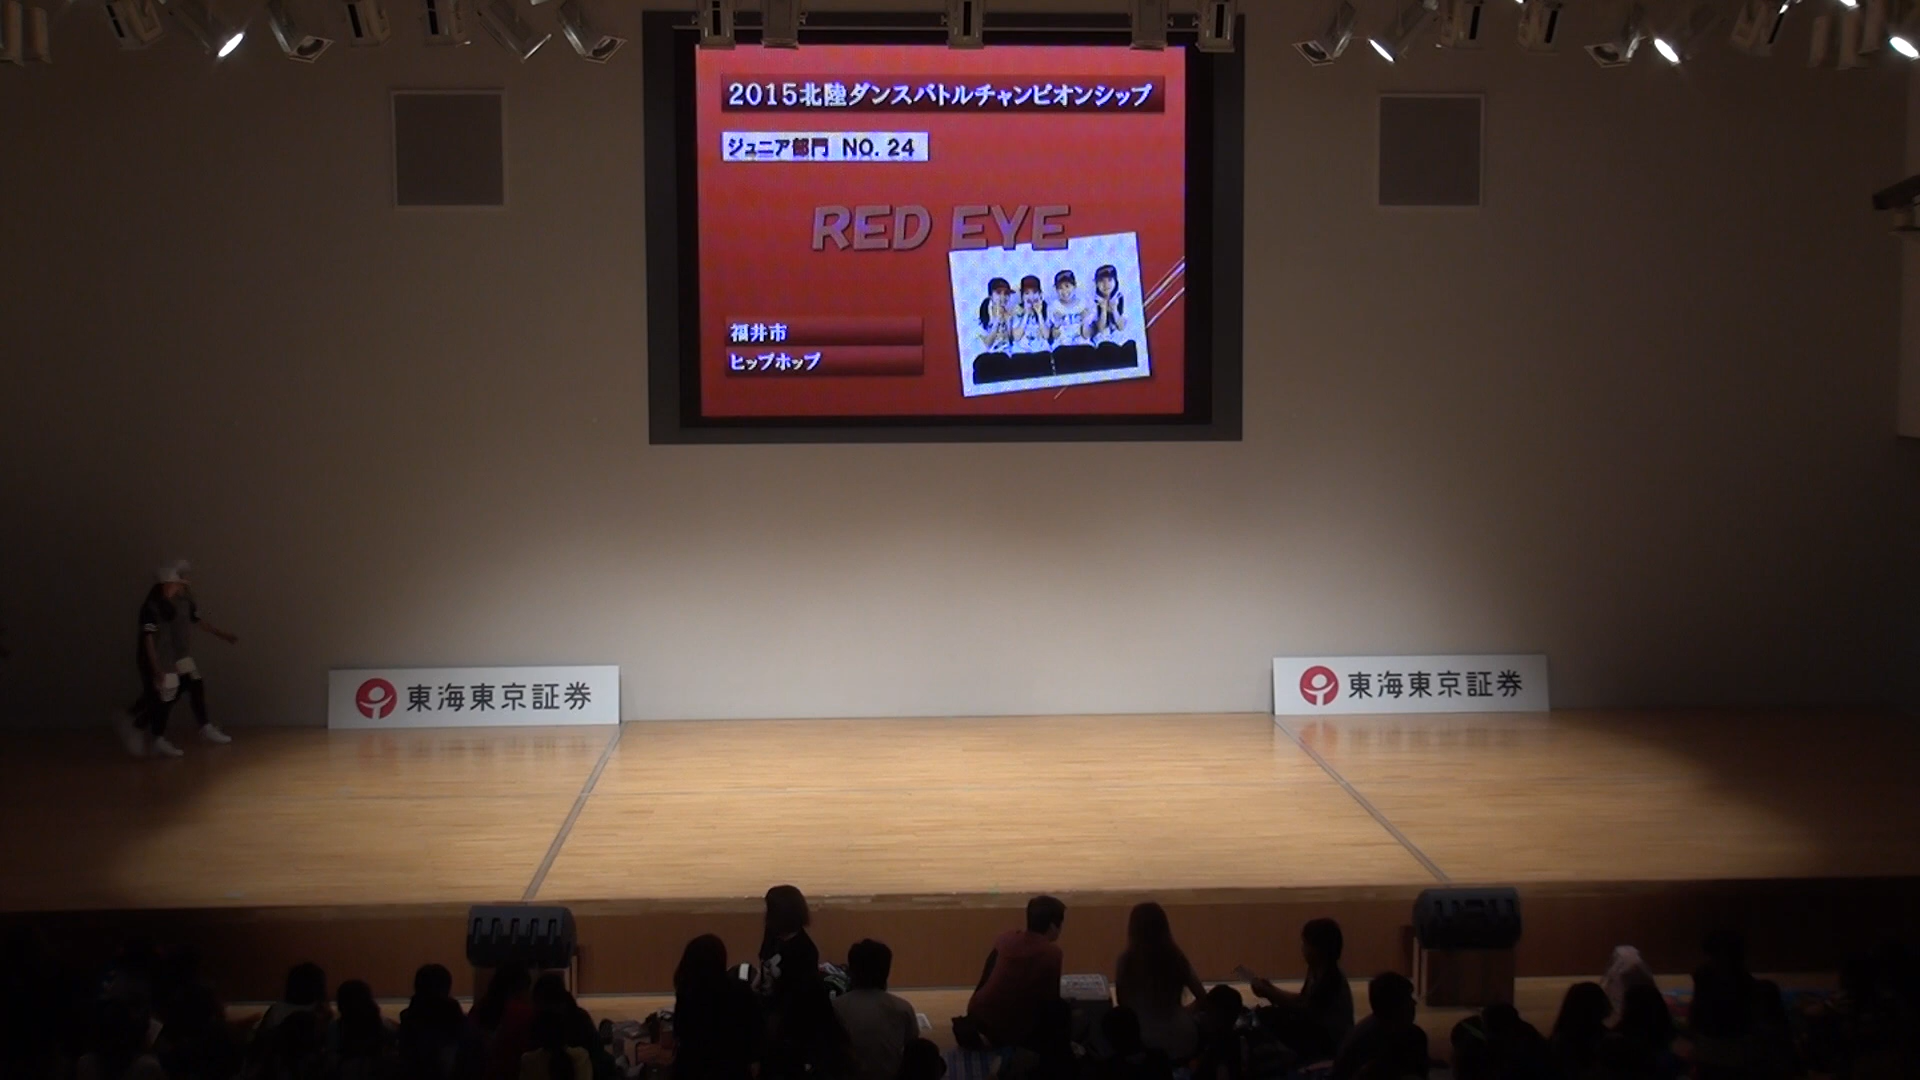 2015北陸ダンスバトルチャンピオンシップ
ジュニア部門 NO. 24
RED EYE
福井市
ヒップホップ
東海東京証券
東海東京証券